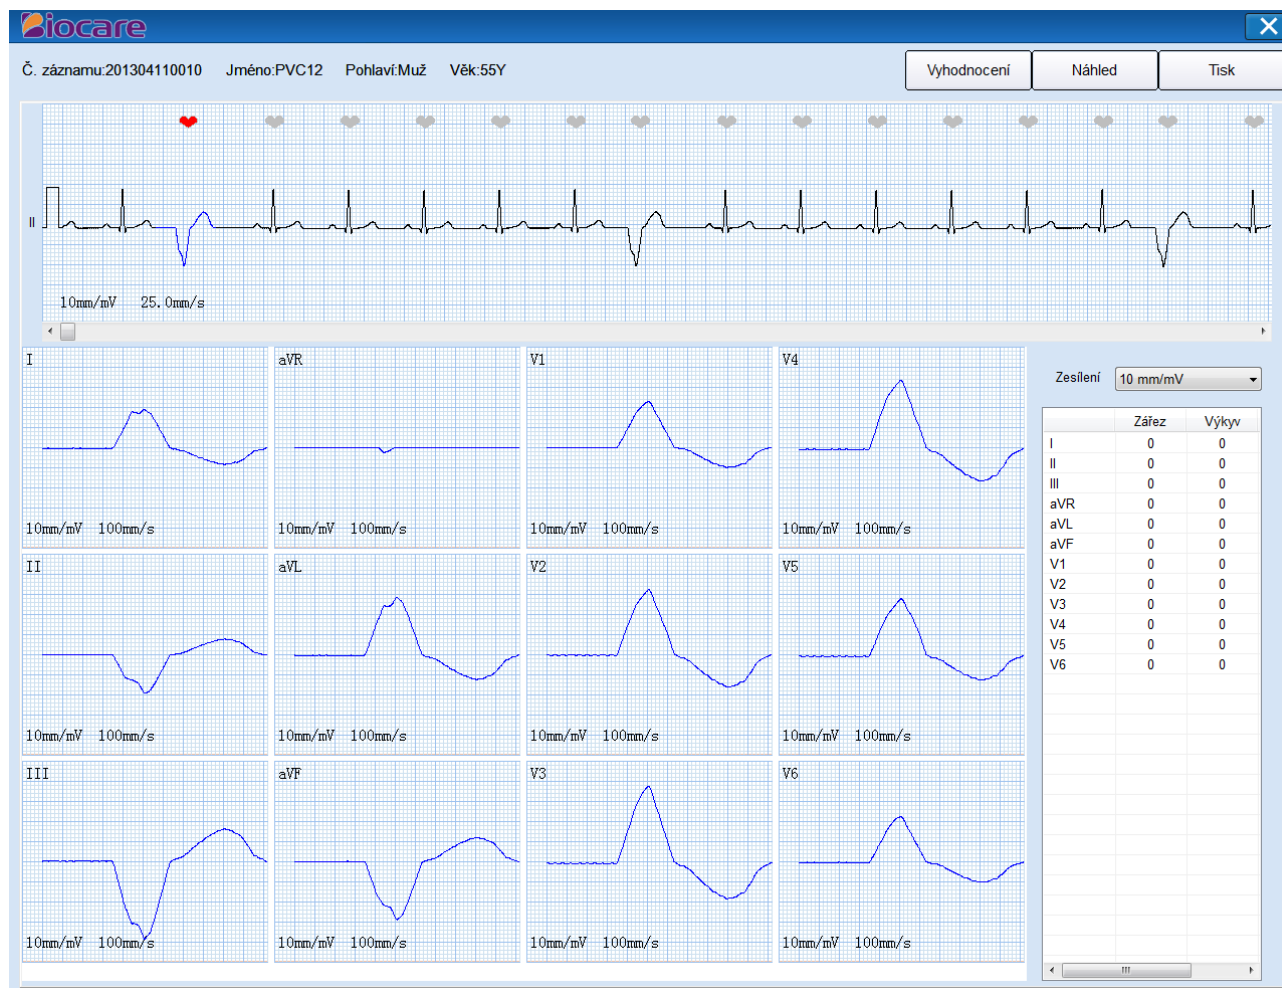 Biocare
Č. záznamu:201304110010 Jméno:PVC12 Pohlaví:Muž Věk:55Y
Vyhodnocení Náhled Tisk
II
10mm/mV 25.0mm/s
I aVR V1 V4
10mm/mV 100mm/s 10mm/mV 100mm/s 10mm/mV 100mm/s 10mm/mV 100mm/s
II aVL V2 V5
10mm/mV 100mm/s 10mm/mV 100mm/s 10mm/mV 100mm/s 10mm/mV 100mm/s
III aVF V3 V6
10mm/mV 100mm/s 10mm/mV 100mm/s 10mm/mV 100mm/s 10mm/mV 100mm/s
Zesílení 10 mm/mV
Zářez Výkyv
I 0 0
II 0 0
III 0 0
aVR 0 0
aVL 0 0
aVF 0 0
V1 0 0
V2 0 0
V3 0 0
V4 0 0
V5 0 0
V6 0 0